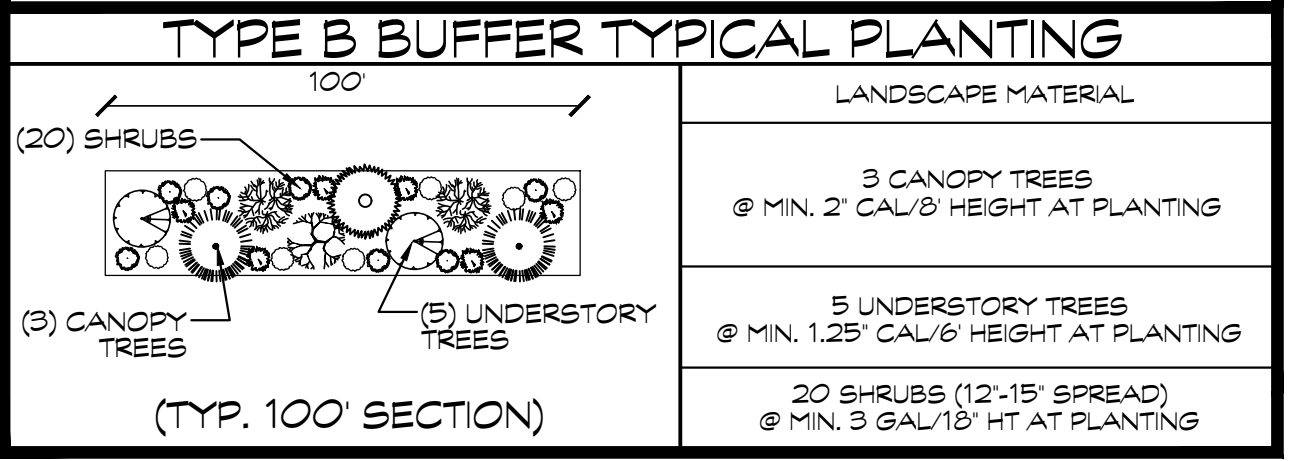 TYPE B BUFFER TYPICAL PLANTING
100'
(20) SHRUBS
(3) CANOPY
TREES
(5) UNDERSTORY
TREES
(TYP. 100' SECTION)
LANDSCAPE MATERIAL
3 CANOPY TREES
@ MIN. 2" CAL/8' HEIGHT AT PLANTING
5 UNDERSTORY TREES
@ MIN. 1.25" CAL/6' HEIGHT AT PLANTING
20 SHRUBS (12"-15" SPREAD)
@ MIN. 3 GAL/18" HT AT PLANTING